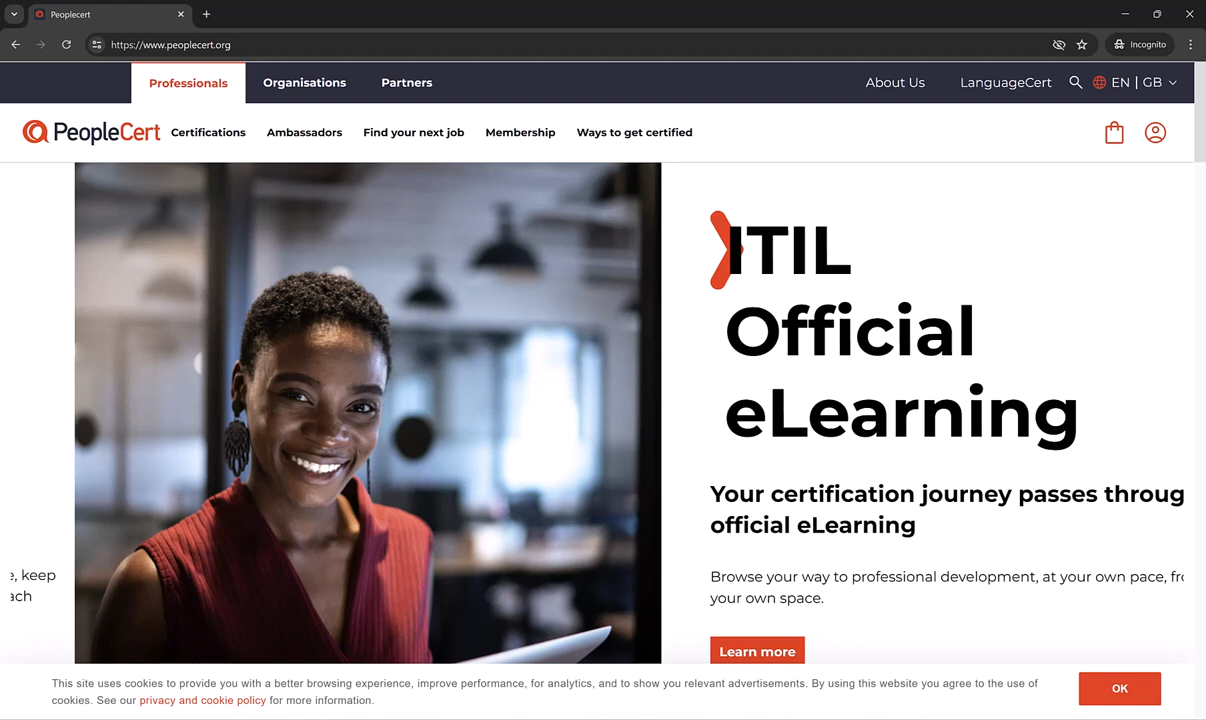 Peoplecert
https://www.peoplecert.org
Incognito
Professionals
Organisations
Partners
About Us
LanguageCert
EN | GB
PeopleCert
Certifications
Ambassadors
Find your next job
Membership
Ways to get certified
ITIL
Official
eLearning
Your certification journey passes throug
official eLearning
e, keep
ach
Browse your way to professional development, at your own pace, fro
your own space.
Learn more
This site uses cookies to provide you with a better browsing experience, improve performance, for analytics, and to show you relevant advertisements. By using this website you agree to the use of
cookies. See our privacy and cookie policy for more information.
OK